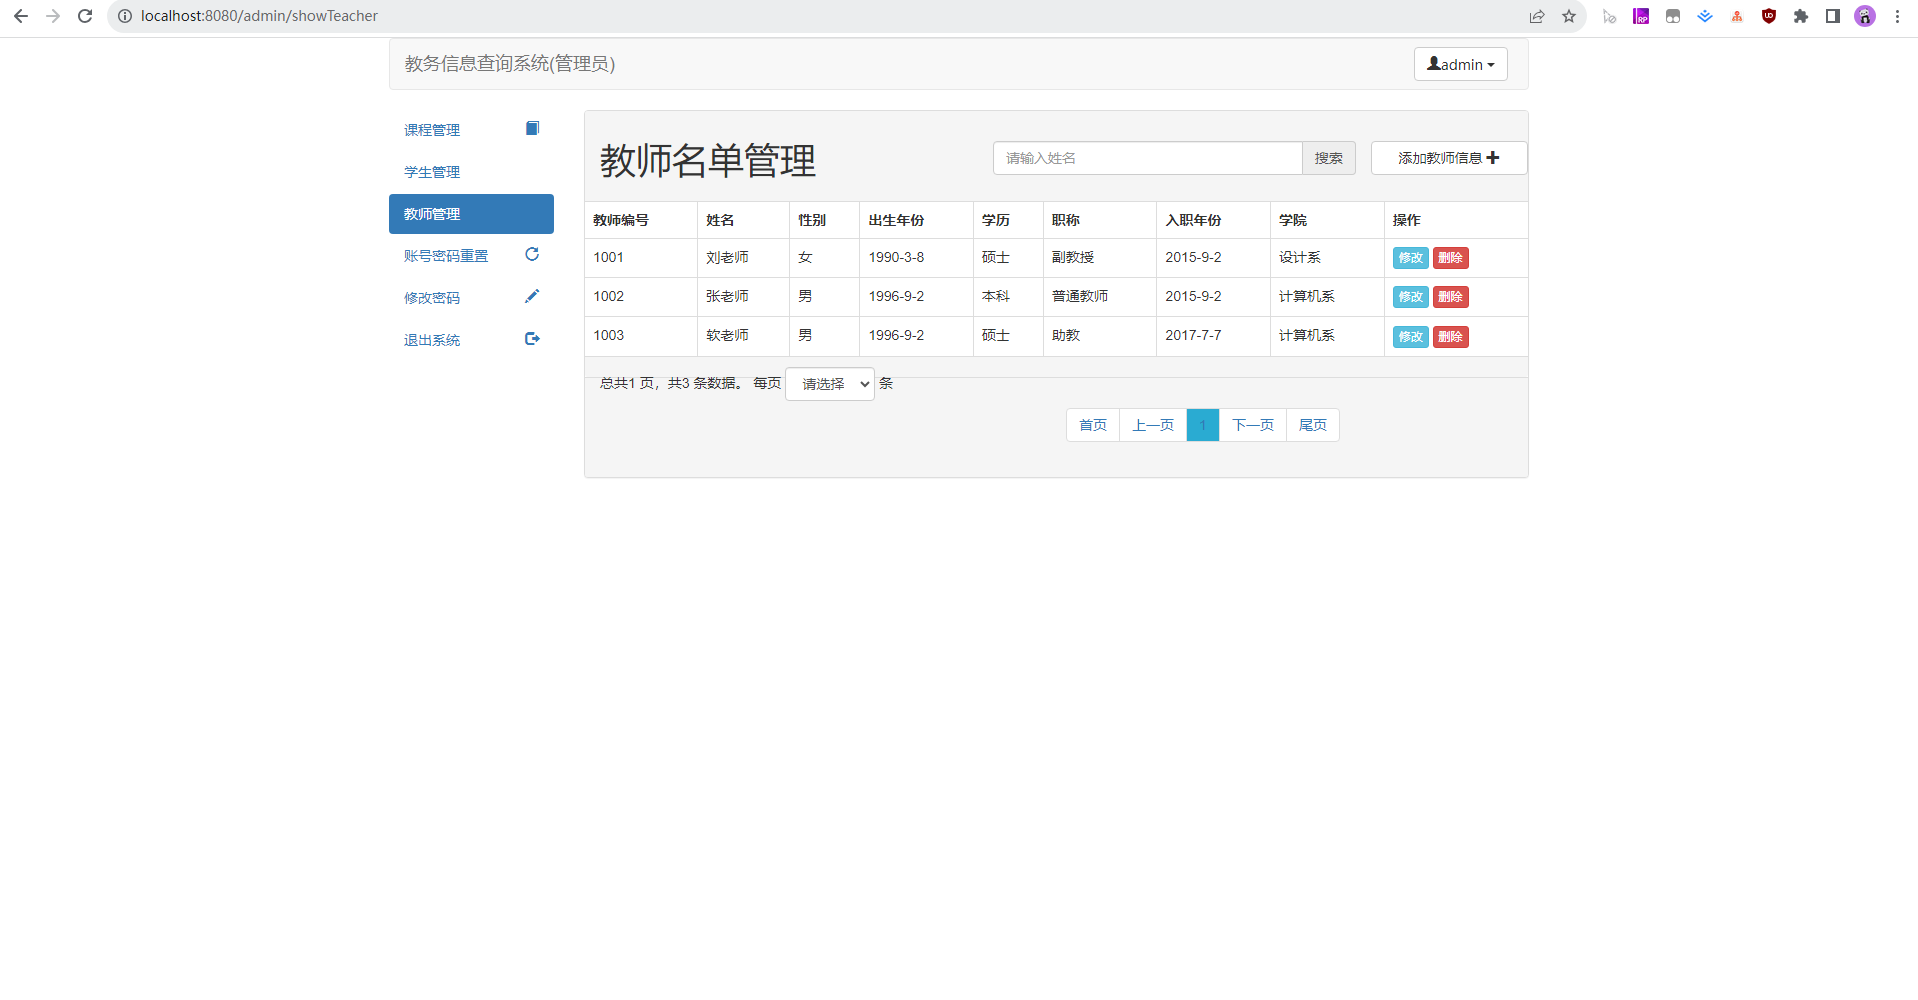 localhost:8080/admin/showTeacher
教务信息查询系统(管理员)
admin
课程管理
学生管理
教师管理
账号密码重置
修改密码
退出系统
教师名单管理
请输入姓名 搜索 添加教师信息
教师编号 姓名 性别 出生年份 学历 职称 入职年份 学院 操作
1001 刘老师 女 1990-3-8 硕士 副教授 2015-9-2 设计系 修改 删除
1002 张老师 男 1996-9-2 本科 普通教师 2015-9-2 计算机系 修改 删除
1003 软老师 男 1996-9-2 硕士 助教 2017-7-7 计算机系 修改 删除
总共1 页，共3 条数据。 每页 请选择 条
首页 上一页 1 下一页 尾页